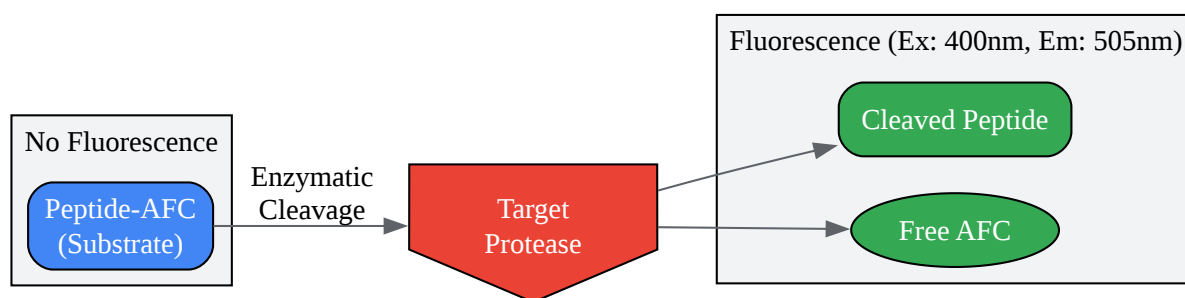 No Fluorescence
Peptide-AFC
(Substrate)
Enzymatic
Cleavage
Target
Protease
Fluorescence (Ex: 400nm, Em: 505nm)
Cleaved Peptide
Free AFC